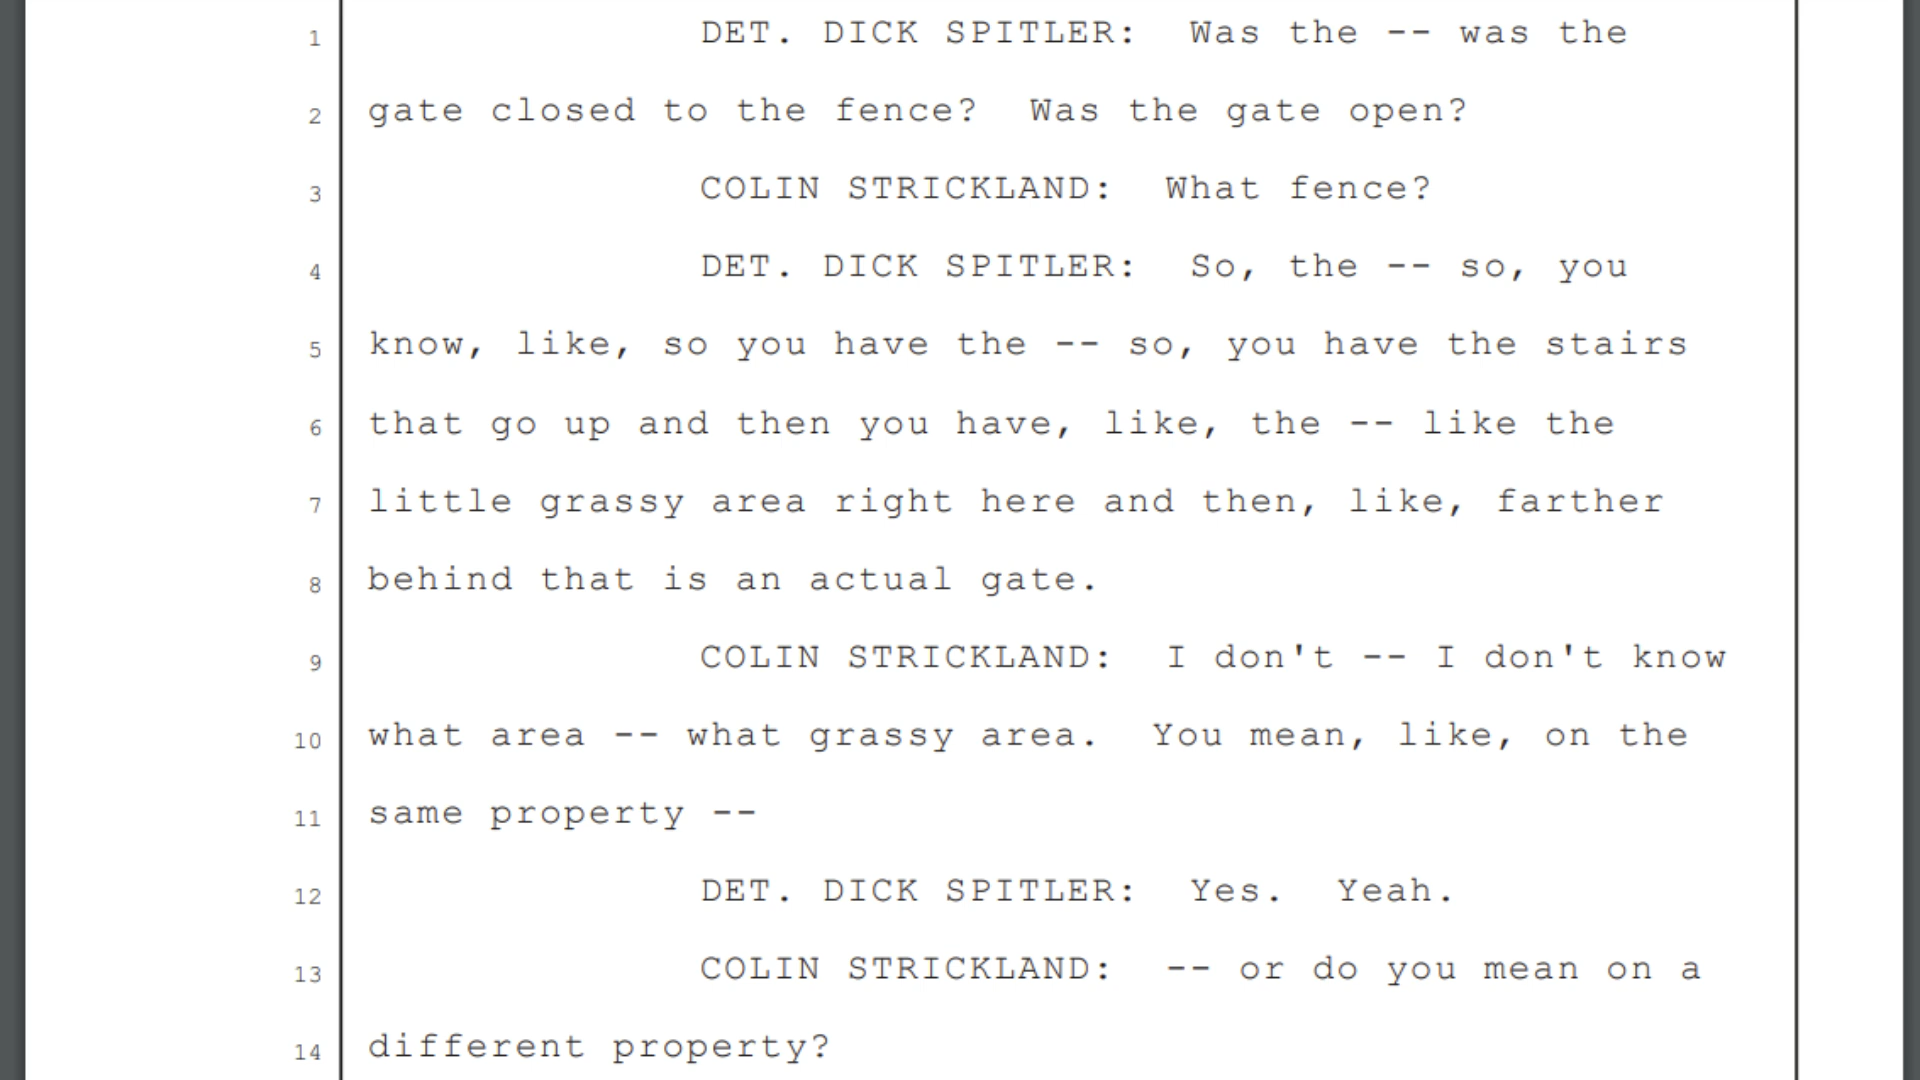 1 DET. DICK SPITLER: Was the -- was the
2 gate closed to the fence? Was the gate open?
3 COLIN STRICKLAND: What fence?
4 DET. DICK SPITLER: So, the -- so, you
5 know, like, so you have the -- so, you have the stairs
6 that go up and then you have, like, the -- like the
7 little grassy area right here and then, like, farther
8 behind that is an actual gate.
9 COLIN STRICKLAND: I don't -- I don't know
10 what area -- what grassy area. You mean, like, on the
11 same property --
12 DET. DICK SPITLER: Yes. Yeah.
13 COLIN STRICKLAND: -- or do you mean on a
14 different property?